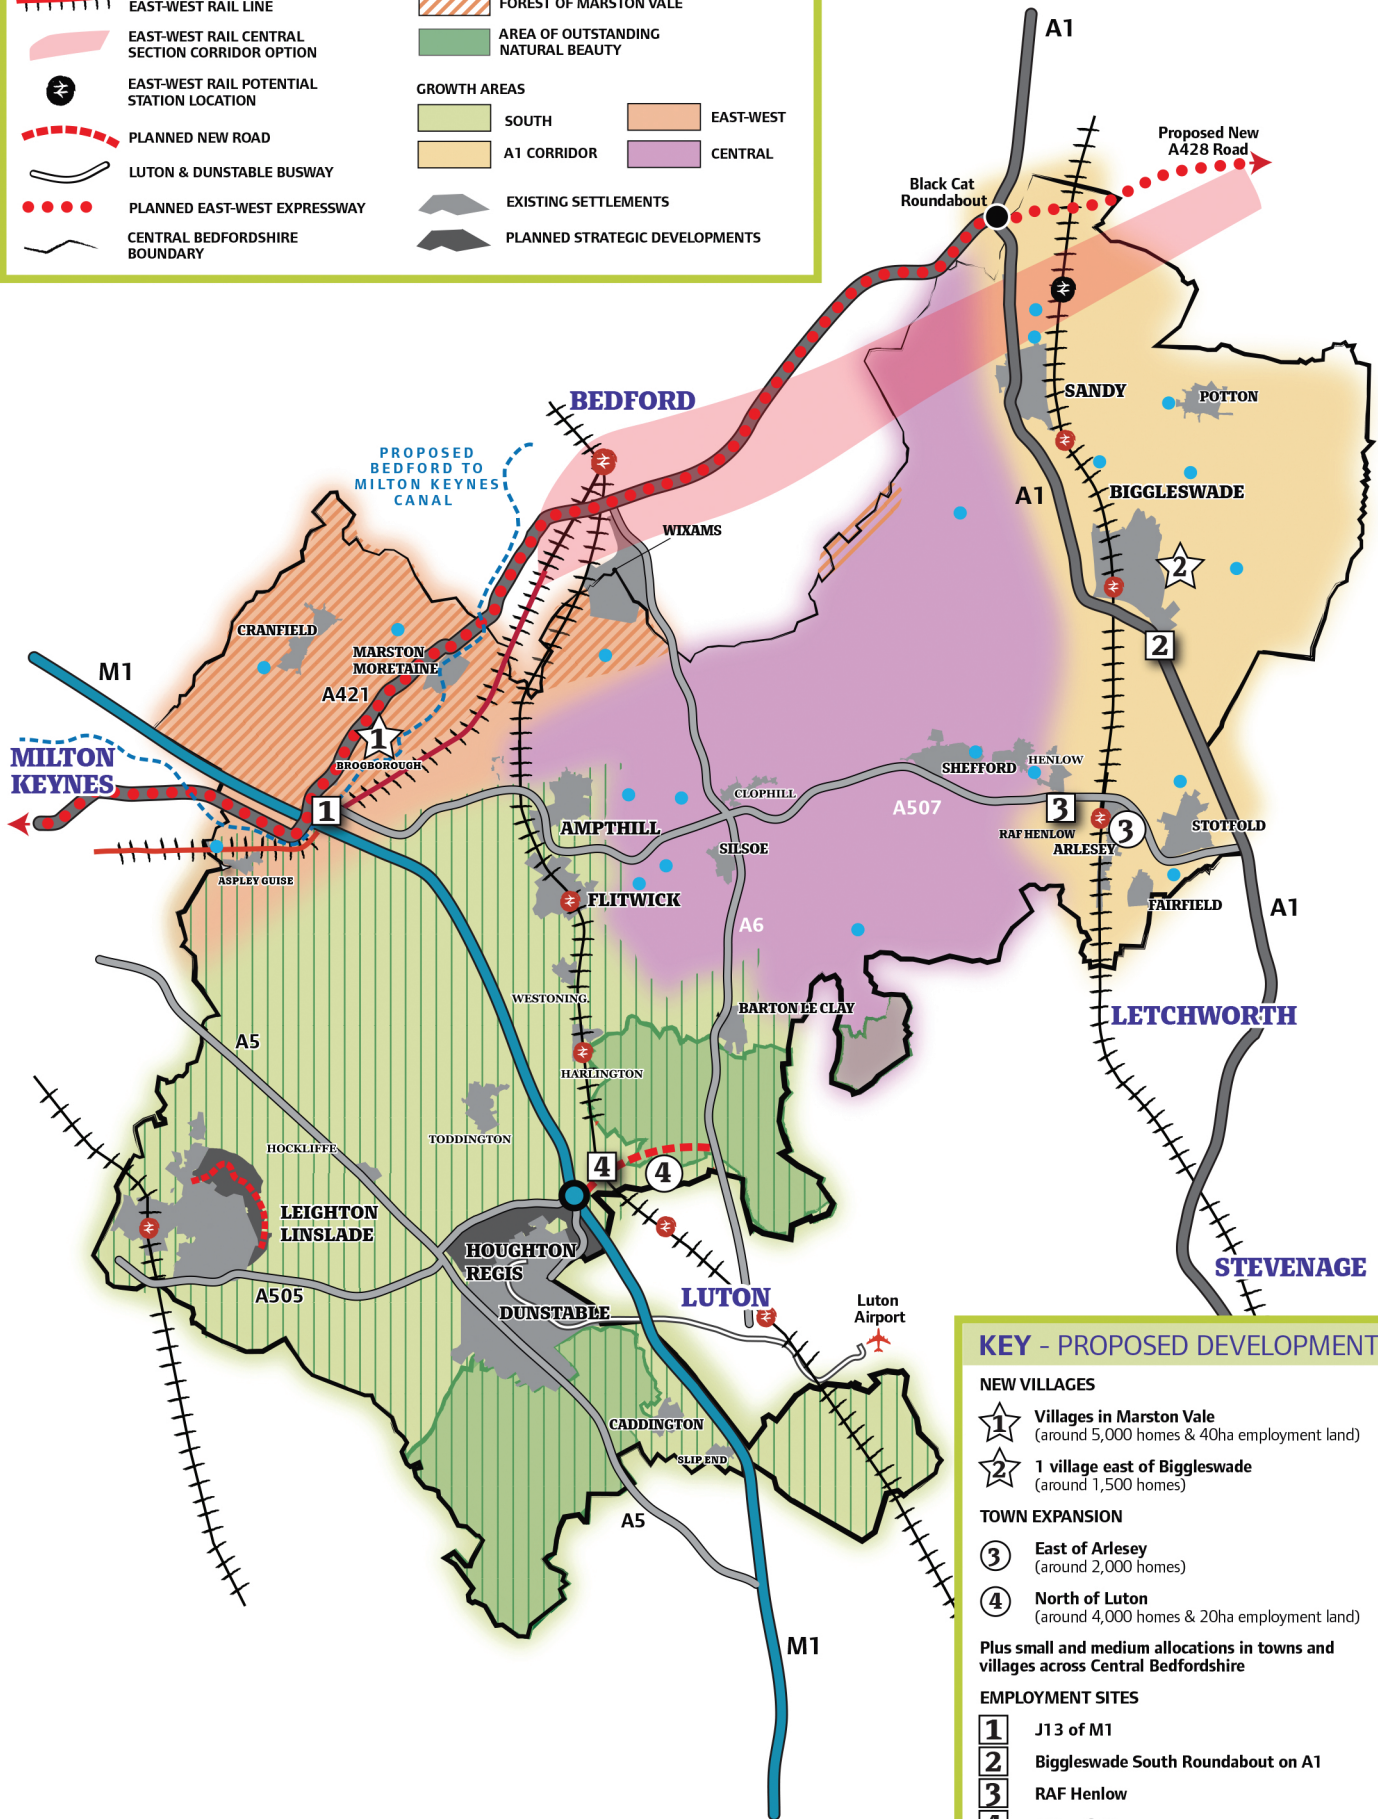 EAST-WEST RAIL LINE
EAST-WEST RAIL CENTRAL
SECTION CORRIDOR OPTION
EAST-WEST RAIL POTENTIAL
STATION LOCATION
PLANNED NEW ROAD
LUTON & DUNSTABLE BUSWAY
PLANNED EAST-WEST EXPRESSWAY
CENTRAL BEDFORDSHIRE
BOUNDARY
FOREST OF MARSTON VALE
AREA OF OUTSTANDING
NATURAL BEAUTY
GROWTH AREAS
SOUTH
EAST-WEST
A1 CORRIDOR
CENTRAL
EXISTING SETTLEMENTS
PLANNED STRATEGIC DEVELOPMENTS
A1
Proposed New
A428 Road
Black Cat
Roundabout
BEDFORD
SANDY
POTTON
PROPOSED
BEDFORD TO
MILTON KEYNES
CANAL
A1
BIGGLESWADE
WIXAMS
2
CRANFIELD
MARSTON
MORETAINE
2
M1
A421
1
MILTON
KEYNES
BROGBOROUGH
SHEFFORD
HENLOW
CLOPHILL
1
A507
3
AMPTHILL
RAF HENLOW
3
STOTFOLD
SILSOE
ARLESEY
ASPLEY GUISE
FLITWICK
FAIRFIELD
A1
A6
WESTONING
BARTON LE CLAY
LETCHWORTH
A5
HARLINGTON
TODDINGTON
HOCKLIFFE
4
4
LEIGHTON
LINSLADE
HOUGHTON
REGIS
STEVENAGE
A505
LUTON
DUNSTABLE
Luton
Airport
CADDINGTON
SLIP END
A5
M1
KEY - PROPOSED DEVELOPMENT
NEW VILLAGES
1
Villages in Marston Vale
(around 5,000 homes & 40ha employment land)
2
1 village east of Biggleswade
(around 1,500 homes)
TOWN EXPANSION
3
East of Arlesey
(around 2,000 homes)
4
North of Luton
(around 4,000 homes & 20ha employment land)
Plus small and medium allocations in towns and
villages across Central Bedfordshire
EMPLOYMENT SITES
1 J13 of M1
2 Biggleswade South Roundabout on A1
3 RAF Henlow